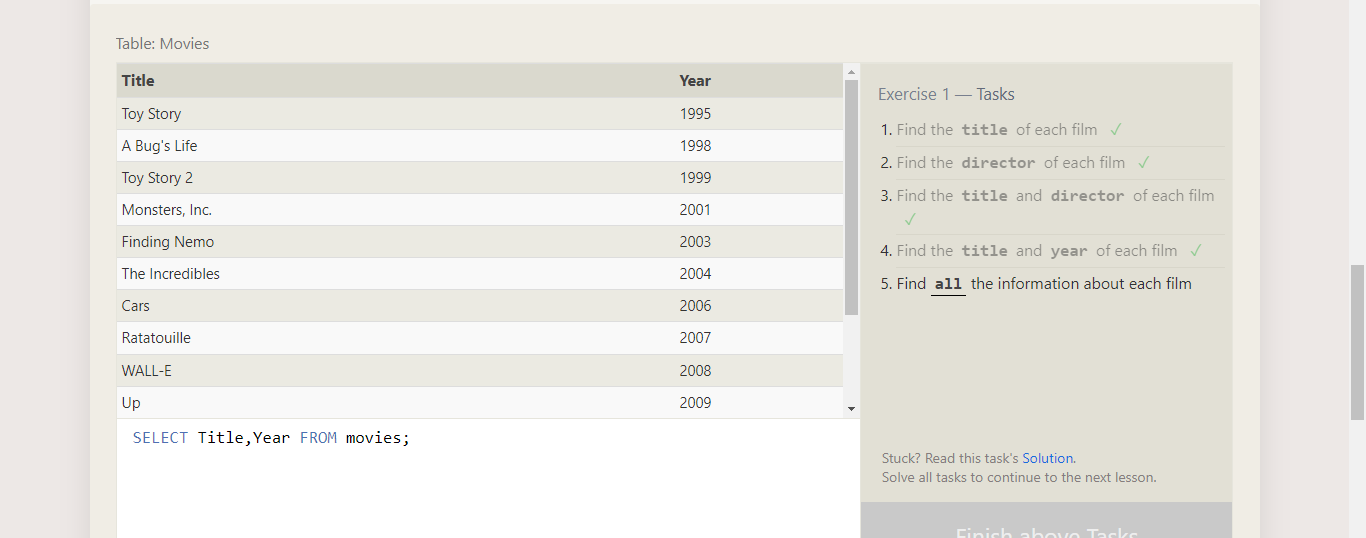 Table: Movies
Title Year
Toy Story 1995
A Bug's Life 1998
Toy Story 2 1999
Monsters, Inc. 2001
Finding Nemo 2003
The Incredibles 2004
Cars 2006
Ratatouille 2007
WALL-E 2008
Up 2009
SELECT Title,Year FROM movies;
Exercise 1 — Tasks
1. Find the title of each film ✓
2. Find the director of each film ✓
3. Find the title and director of each film
✓
4. Find the title and year of each film ✓
5. Find all the information about each film
Stuck? Read this task's Solution.
Solve all tasks to continue to the next lesson.
Finish above Tasks